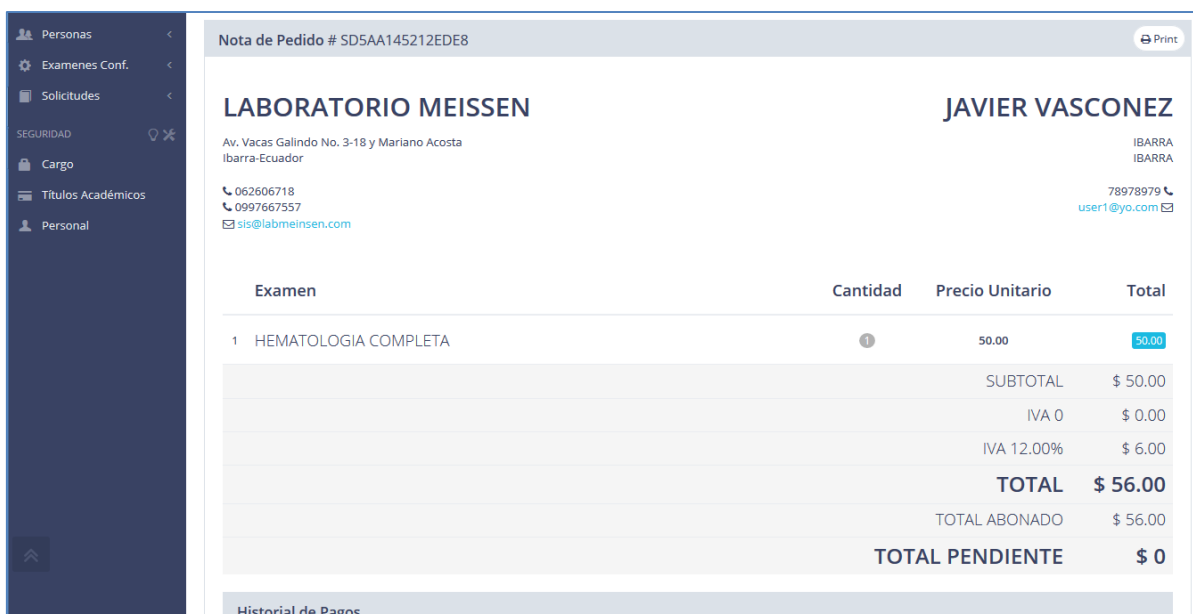 Personas
Examenes Conf.
Solicitudes
SEGURIDAD
Cargo
Títulos Académicos
Personal
Nota de Pedido # SD5AA145212EDE8
Print
LABORATORIO MEISSEN
Av. Vacas Galindo No. 3-18 y Mariano Acosta
Ibarra-Ecuador
062606718
0997667557
sis@labmeinsen.com
JAVIER VASCONEZ
IBARRA
IBARRA
78978979
user1@yo.com
Examen Cantidad Precio Unitario Total
1 HEMATOLOGIA COMPLETA 1 50.00 50.00
SUBTOTAL $ 50.00
IVA 0 $ 0.00
IVA 12.00% $ 6.00
TOTAL $ 56.00
TOTAL ABONADO $ 56.00
TOTAL PENDIENTE $ 0
Historial de Pagos